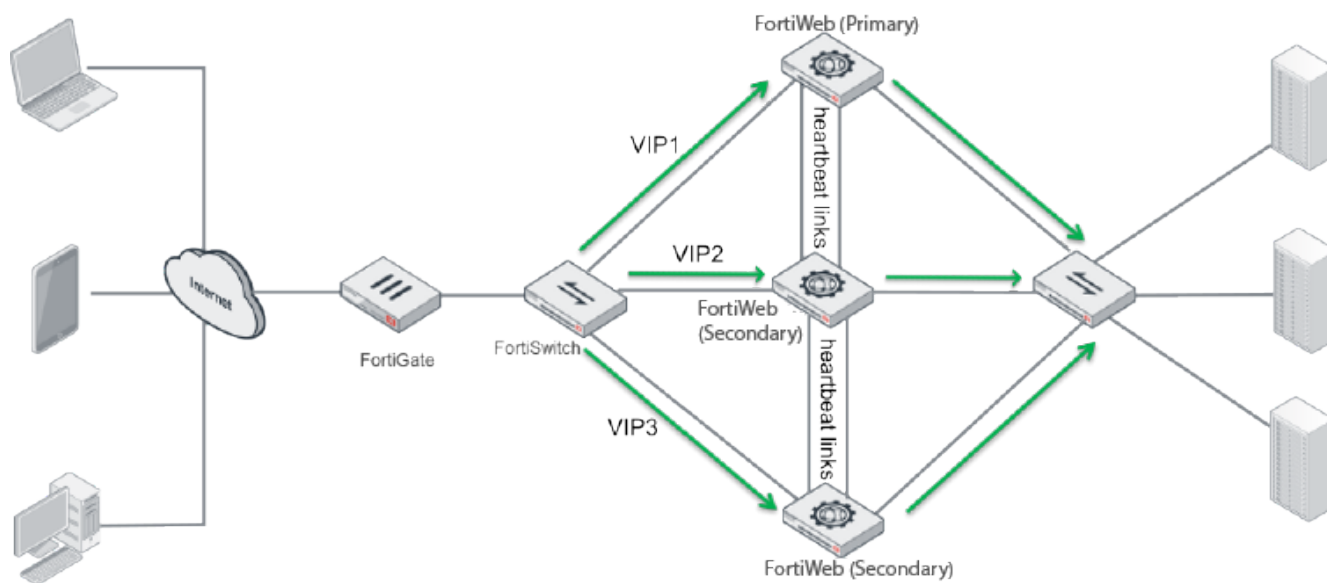 FortiWeb (Primary)
VIP1
heartbeat links
VIP2
Internet
FortiWeb
(Secondary)
FortiGate
FortiSwitch
VIP3
heartbeat links
FortiWeb (Secondary)